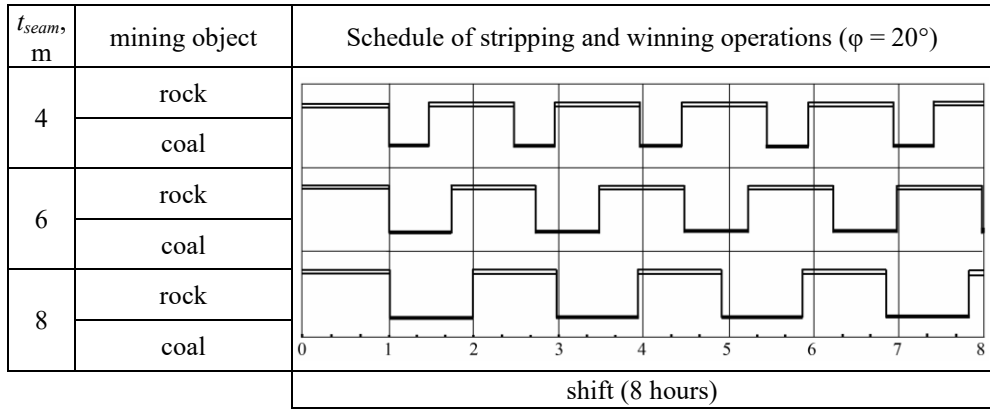 t_seam, m
mining object
Schedule of stripping and winning operations (φ = 20°)
4
rock
coal
6
rock
coal
8
rock
coal
0 1 2 3 4 5 6 7 8
shift (8 hours)